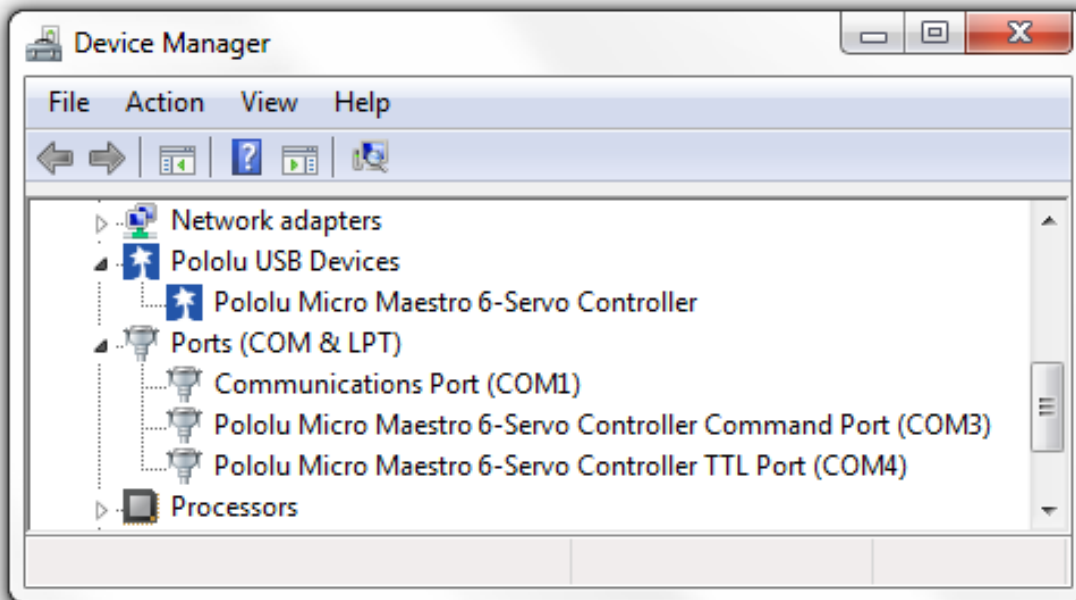 Device Manager
File Action View Help
Network adapters
Pololu USB Devices
Pololu Micro Maestro 6-Servo Controller
Ports (COM & LPT)
Communications Port (COM1)
Pololu Micro Maestro 6-Servo Controller Command Port (COM3)
Pololu Micro Maestro 6-Servo Controller TTL Port (COM4)
Processors